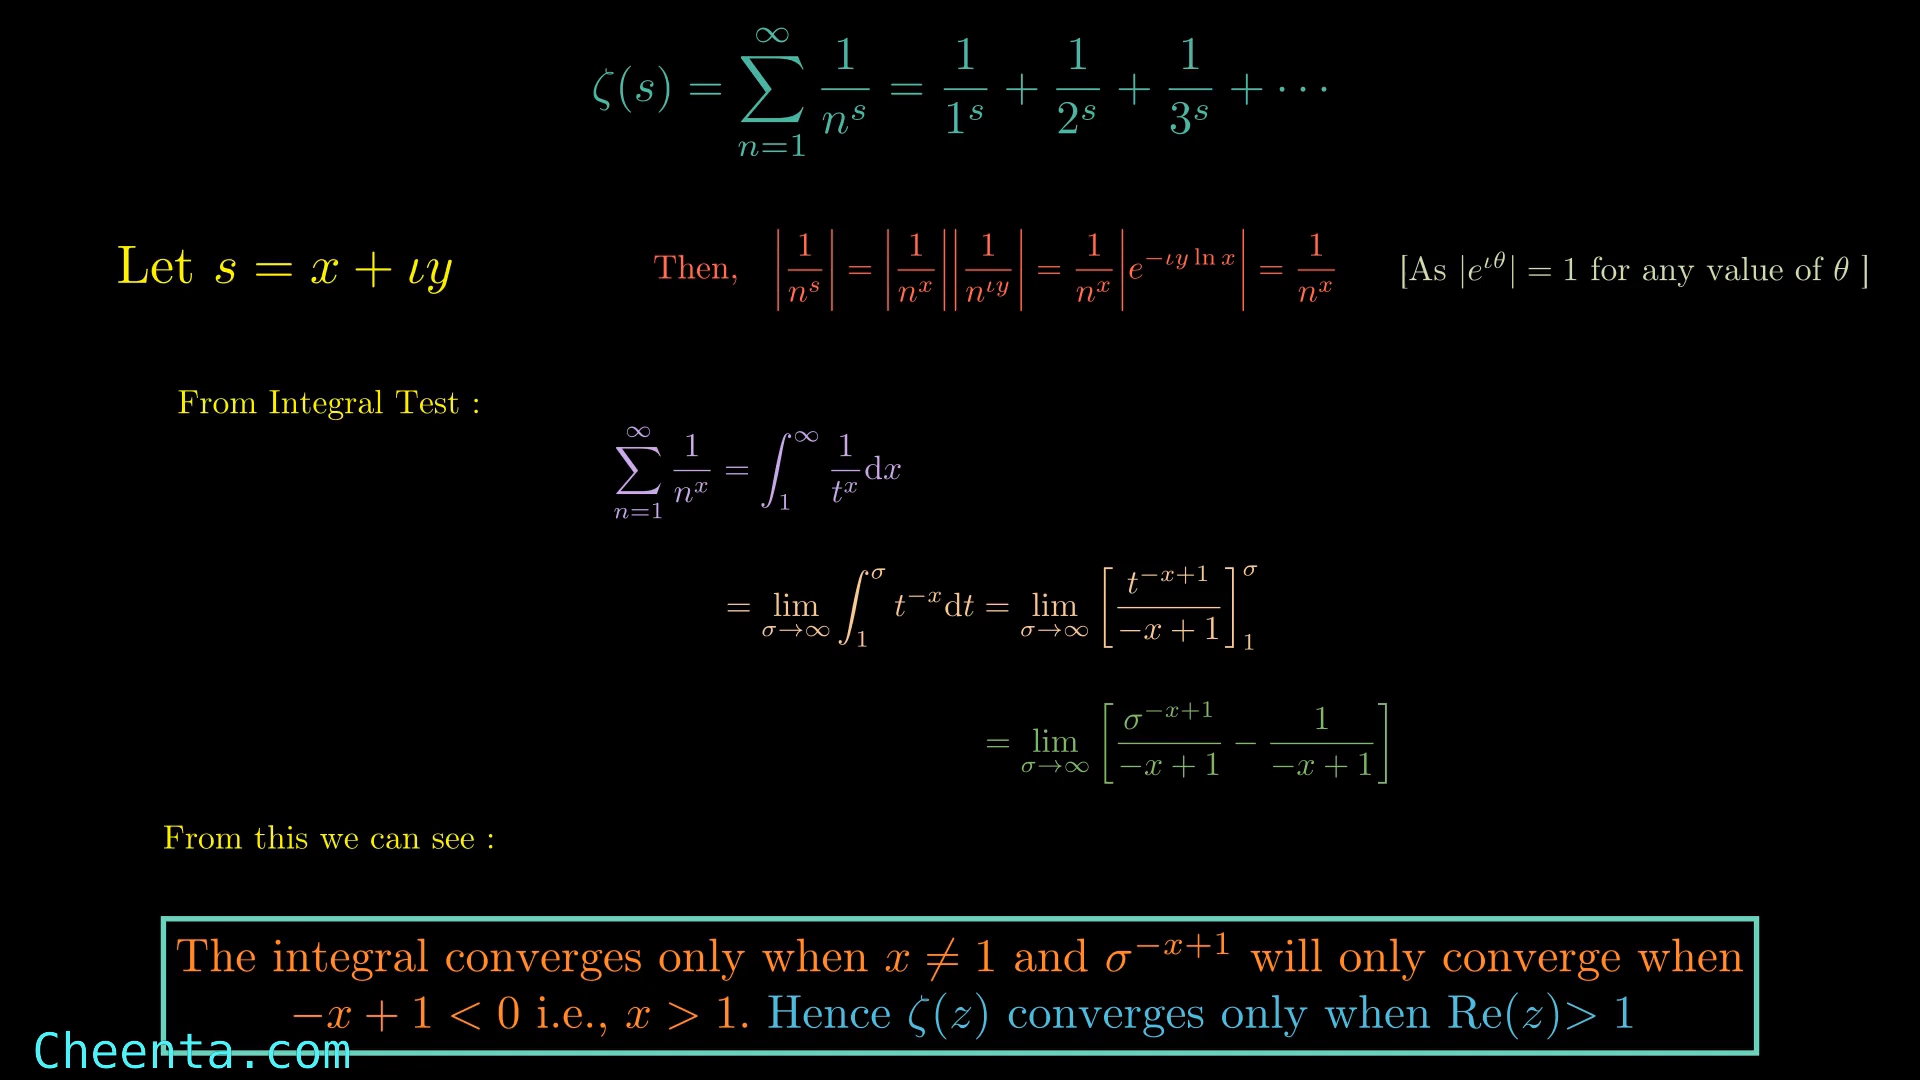 ζ(s) = ∑_{n=1}^{∞} 1/n^s = 1/1^s + 1/2^s + 1/3^s + ⋯
Let s = x + ιy
Then, |1/n^s| = |1/n^x| |1/n^{ιy}| = 1/n^x |e^{−ιy ln x}| = 1/n^x
[As |e^{ιθ}| = 1 for any value of θ ]
From Integral Test :
∑_{n=1}^{∞} 1/n^x = ∫_1^∞ 1/t^x dx
= lim_{σ→∞} ∫_1^σ t^{−x} dt = lim_{σ→∞} [t^{−x+1}/(−x + 1)]_1^σ
= lim_{σ→∞} [σ^{−x+1}/(−x + 1) − 1/(−x + 1)]
From this we can see :
The integral converges only when x ≠ 1 and σ^{−x+1} will only converge when
−x + 1 < 0 i.e., x > 1. Hence ζ(z) converges only when Re(z)> 1
Cheenta.com